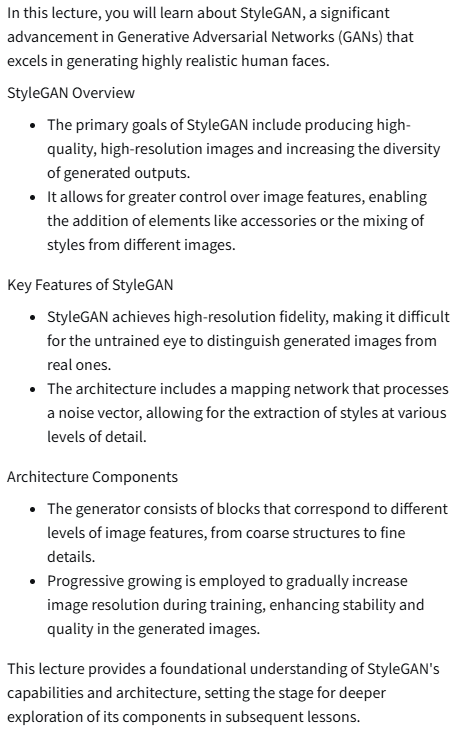 In this lecture, you will learn about StyleGAN, a significant
advancement in Generative Adversarial Networks (GANs) that
excels in generating highly realistic human faces.
StyleGAN Overview
• The primary goals of StyleGAN include producing high-
quality, high-resolution images and increasing the diversity
of generated outputs.
• It allows for greater control over image features, enabling
the addition of elements like accessories or the mixing of
styles from different images.
Key Features of StyleGAN
• StyleGAN achieves high-resolution fidelity, making it difficult
for the untrained eye to distinguish generated images from
real ones.
• The architecture includes a mapping network that processes
a noise vector, allowing for the extraction of styles at various
levels of detail.
Architecture Components
• The generator consists of blocks that correspond to different
levels of image features, from coarse structures to fine
details.
• Progressive growing is employed to gradually increase
image resolution during training, enhancing stability and
quality in the generated images.
This lecture provides a foundational understanding of StyleGAN's
capabilities and architecture, setting the stage for deeper
exploration of its components in subsequent lessons.